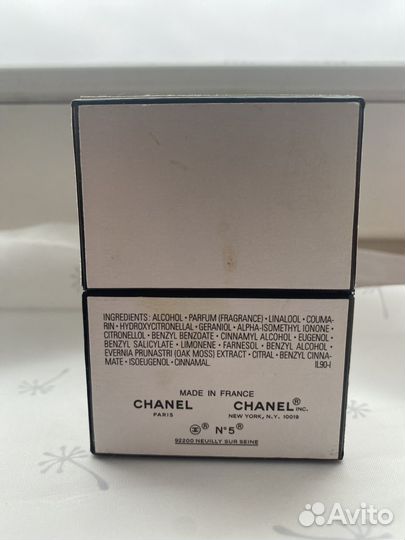 INGREDIENTS: ALCOHOL • PARFUM (FRAGRANCE) • LINALOOL • COUMA-
RIN • HYDROXYCITRONELLAL • GERANIOL • ALPHA-ISOMETHYL IONONE •
CITRONELLOL • BENZYL BENZOATE • CINNAMYL ALCOHOL • EUGENOL •
BENZYL SALICYLATE • LIMONENE • FARNESOL • BENZYL ALCOHOL •
EVERNIA PRUNASTRI (OAK MOSS) EXTRACT • CITRAL • BENZYL CINNA-
MATE • ISOEUGENOL • CINNAMAL IL90-I
MADE IN FRANCE
CHANEL CHANEL® INC.
PARIS NEW YORK, N.Y. 10019
® N°5®
92200 NEUILLY SUR SEINE
Avito